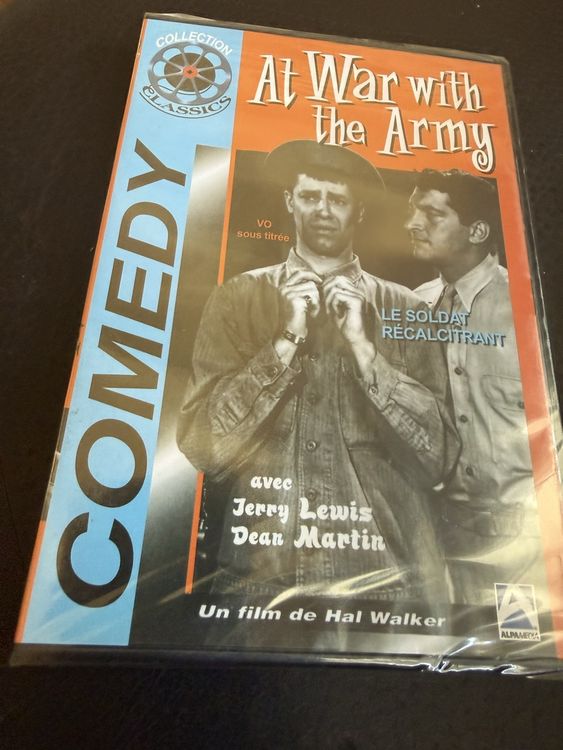 COLLECTION
CLASSICS
COMEDY
At War with
the Army
VO
sous titrée
LE SOLDAT
RÉCALCITRANT
avec
Jerry Lewis
Dean Martin
Un film de Hal Walker
ALPAMEDIA